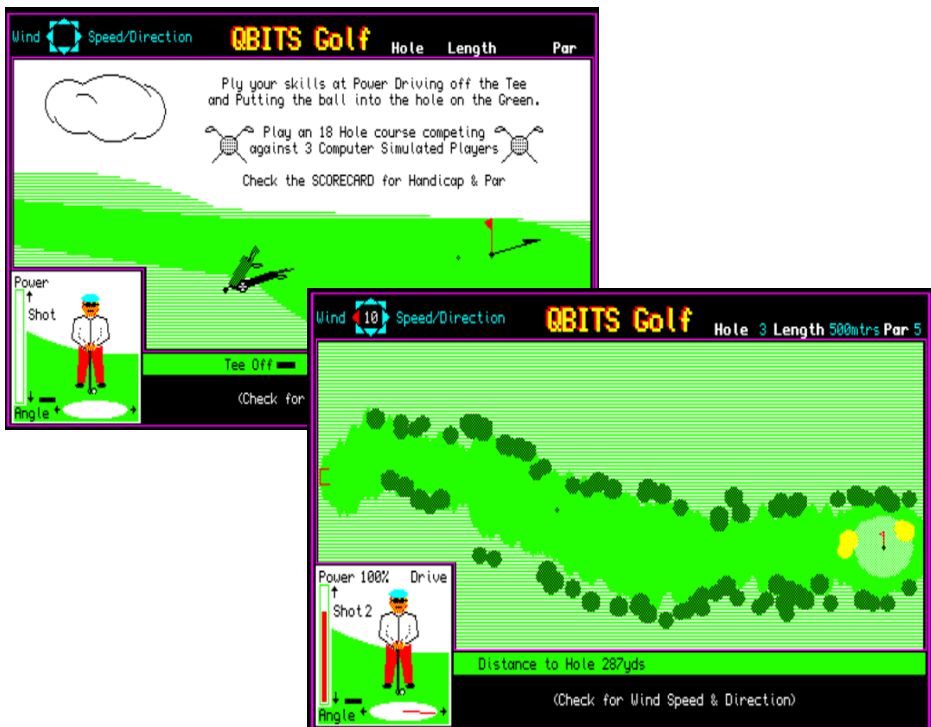 Wind Speed/Direction QBITS Golf Hole Length Par
Ply your skills at Power Driving off the Tee
and Putting the ball into the hole on the Green.
Play an 18 Hole course competing
against 3 Computer Simulated Players
Check the SCORECARD for Handicap & Par
Power
Shot
Angle
Tee Off
(Check for
Wind 10 Speed/Direction QBITS Golf Hole 3 Length 500mtrs Par 5
Power 100% Drive
Shot 2
Angle
Distance to Hole 287yds
(Check for Wind Speed & Direction)